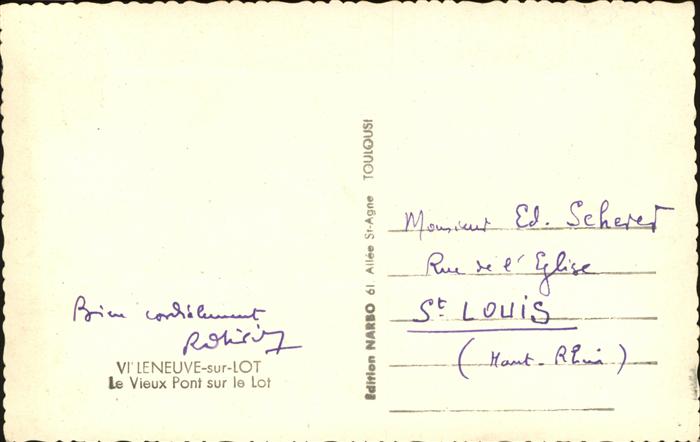 Bien cordialement
VILLENEUVE-sur-LOT
Le Vieux Pont sur le Lot
Edition NARBO 61 Allée St-Agne TOULOUSE
Monsieur Ed. Scherer
Rue de l'Eglise
St LOUIS
(Haut-Rhin)